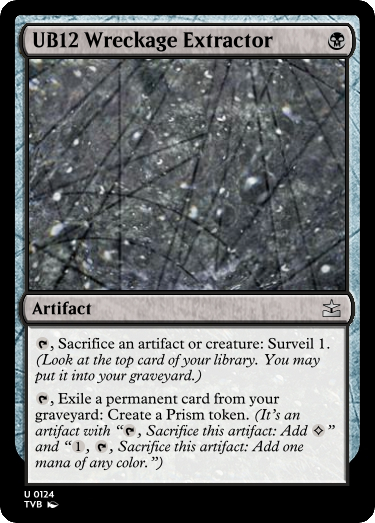 UB12 Wreckage Extractor
Artifact
, Sacrifice an artifact or creature: Surveil 1.
(Look at the top card of your library. You may
put it into your graveyard.)
, Exile a permanent card from your
graveyard: Create a Prism token. (It's an
artifact with “, Sacrifice this artifact: Add ”
and “1, , Sacrifice this artifact: Add one
mana of any color.”)
U 0124
TVB